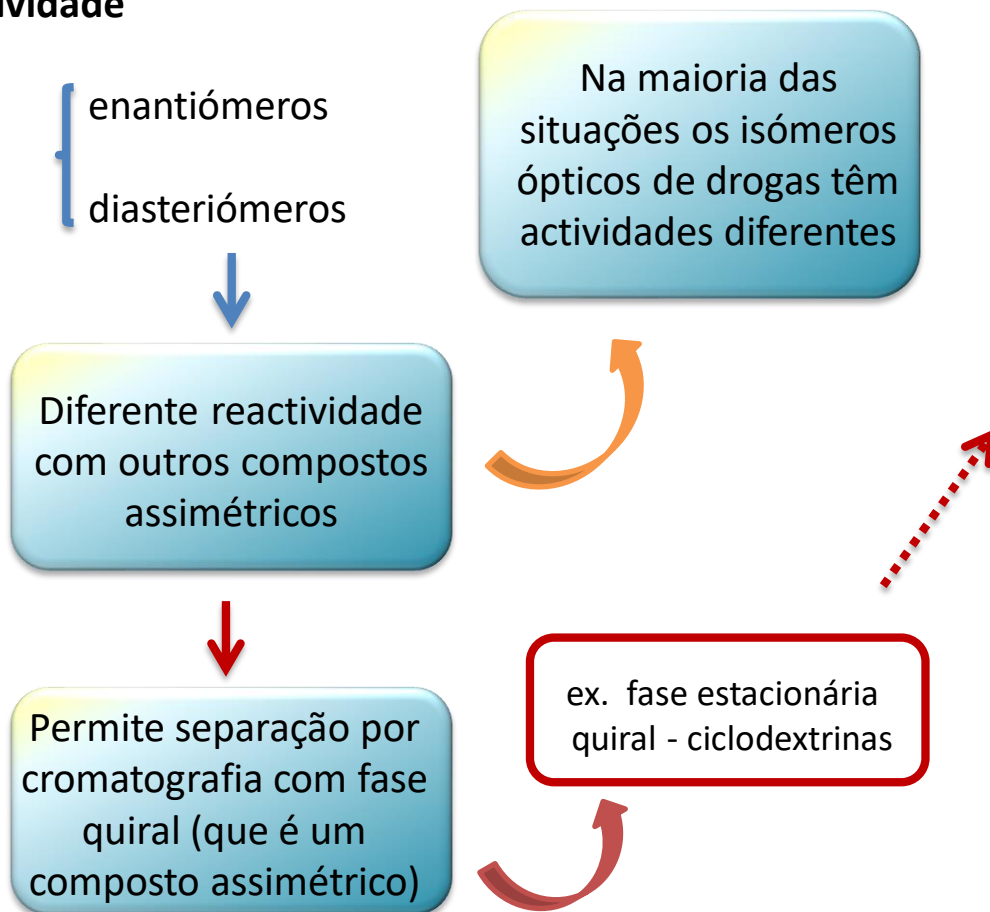 enantiómeros
diasteriómeros
Na maioria das
situações os isómeros
ópticos de drogas têm
actividades diferentes
Diferente reactividade
com outros compostos
assimétricos
Permite separação por
cromatografia com fase
quiral (que é um
composto assimétrico)
ex. fase estacionária
quiral - ciclodextrinas